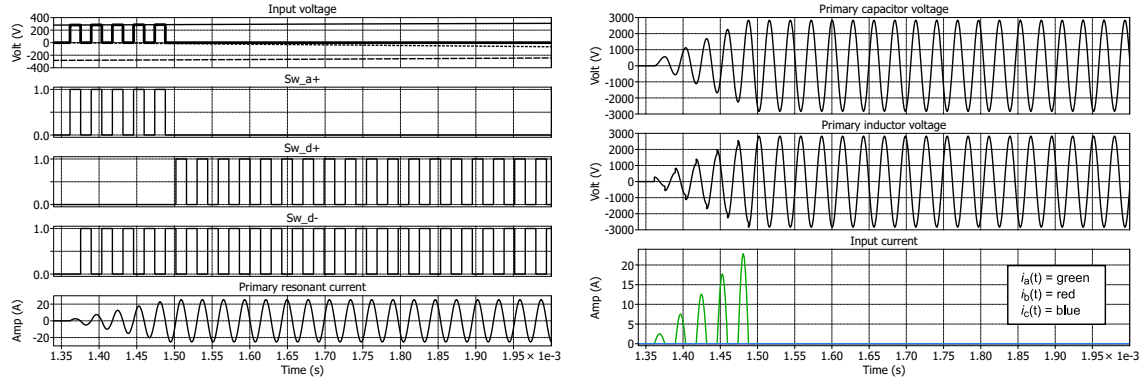 Input voltage
Volt (V)
400
200
0
-200
-400
Sw_a+
1.0
0.0
Sw_d+
1.0
0.0
Sw_d-
1.0
0.0
Primary resonant current
Amp (A)
20
0
-20
1.35 1.40 1.45 1.50 1.55 1.60 1.65 1.70 1.75 1.80 1.85 1.90 1.95 × 1e-3
Time (s)
Primary capacitor voltage
Volt (V)
3000
2000
1000
0
-1000
-2000
-3000
Primary inductor voltage
Volt (V)
3000
2000
1000
0
-1000
-2000
-3000
Input current
Amp (A)
20
15
10
5
0
i_a(t) = green
i_b(t) = red
i_c(t) = blue
1.35 1.40 1.45 1.50 1.55 1.60 1.65 1.70 1.75 1.80 1.85 1.90 1.95 × 1e-3
Time (s)